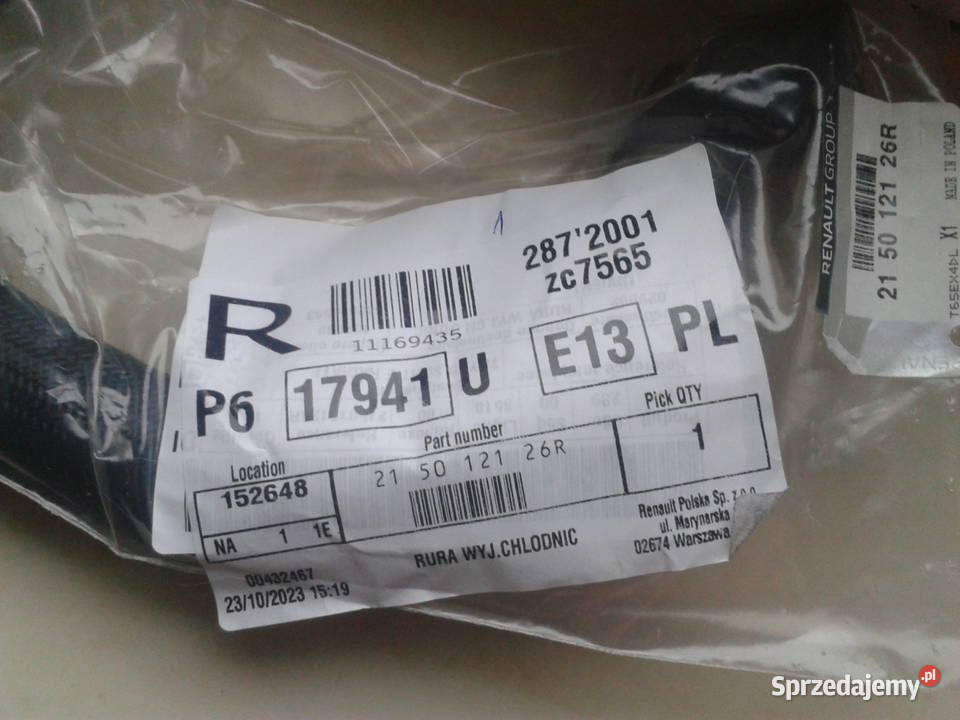 287'2001
zc7565
R
11169435
P6 17941 U E13 PL
Part number
Pick QTY
Location
21 50 121 26R
1
152648
NA 1 1E
RURA WYJ.CHLODNIC
Renault Polska Sp. z o.o.
ul. Marynarska
02674 Warszawa
00432467
23/10/2023 15:19
RENAULT GROUP
21 50 121 26R
X1 MADE IN POLAND
Sprzedajemy.pl